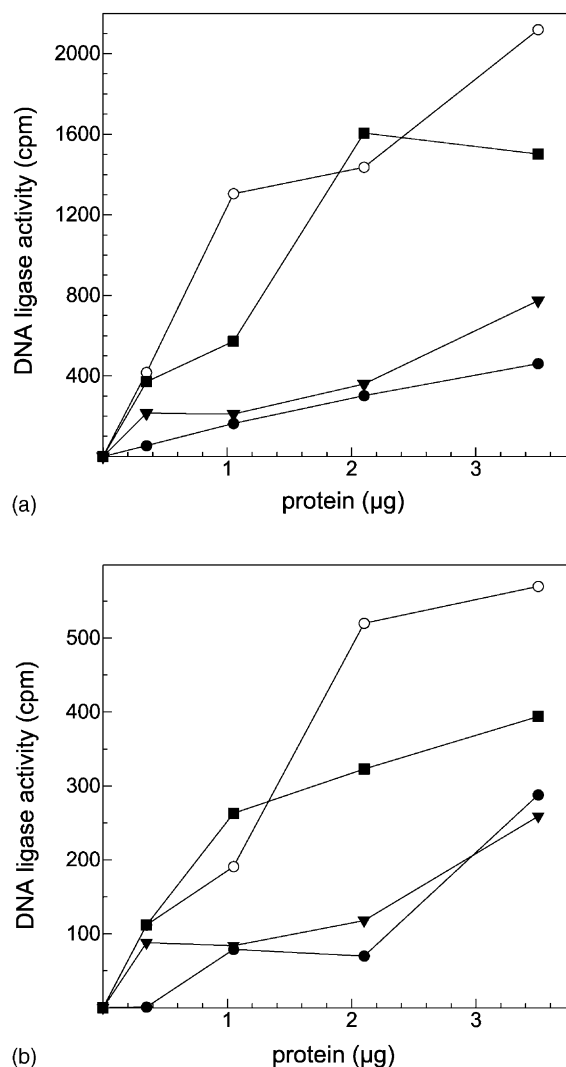 2000
1600
1200
800
400
DNA ligase activity (cpm)
1 2 3
protein (µg)
(a)
500
400
300
200
100
0
DNA ligase activity (cpm)
1 2 3
protein (µg)
(b)